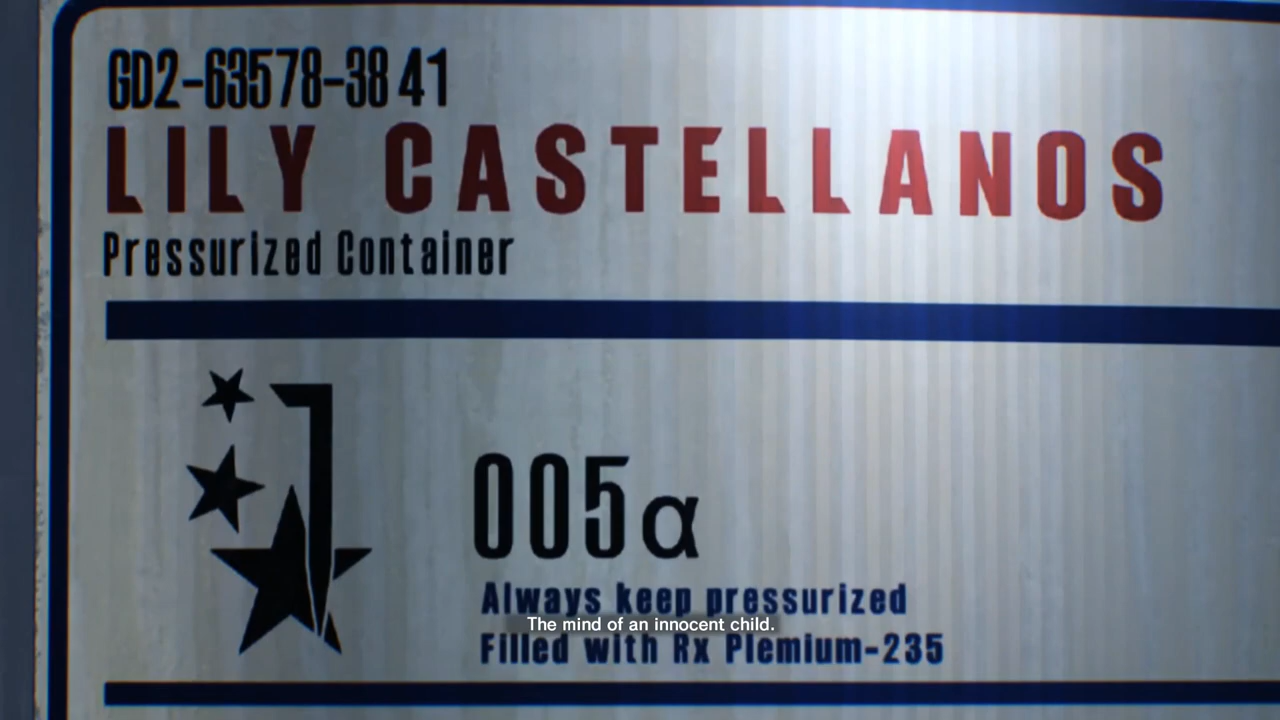 GD2-63578-38 41
LILY CASTELLANOS
Pressurized Container
005α
Always keep pressurized
The mind of an innocent child.
Filled with Rx Plemium-235